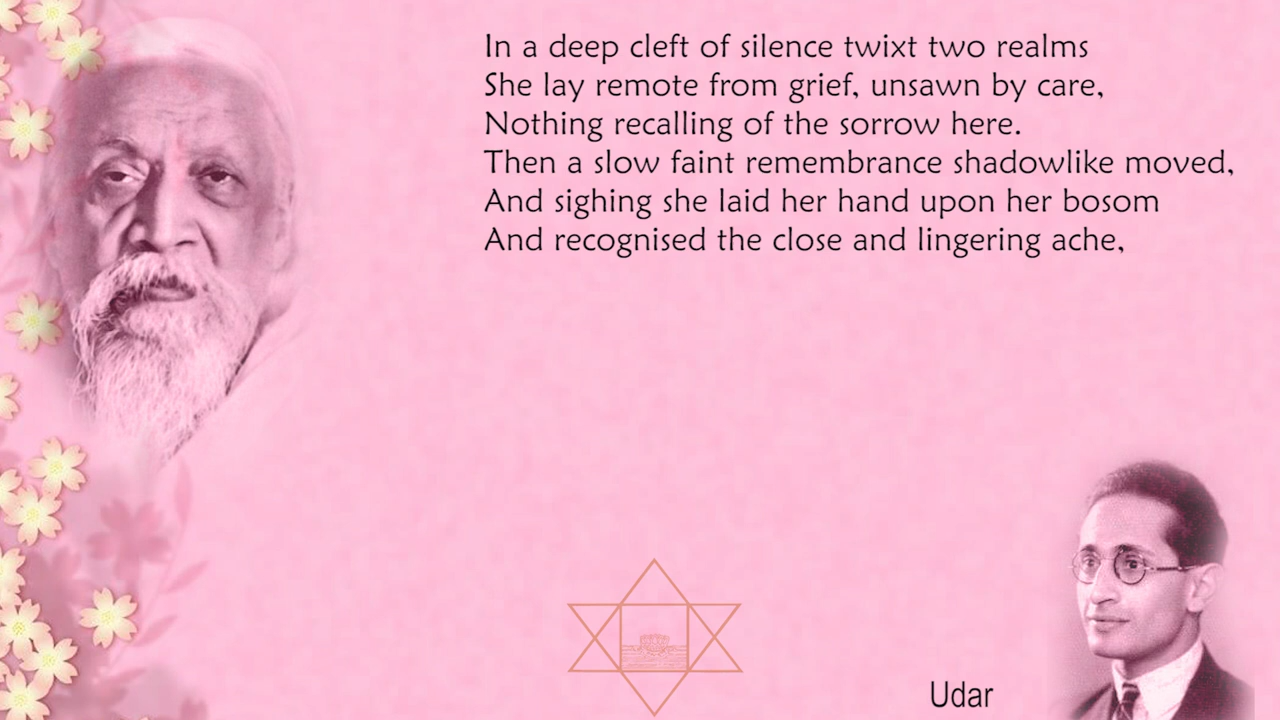 In a deep cleft of silence twixt two realms
She lay remote from grief, unsawn by care,
Nothing recalling of the sorrow here.
Then a slow faint remembrance shadowlike moved,
And sighing she laid her hand upon her bosom
And recognised the close and lingering ache,
Udar